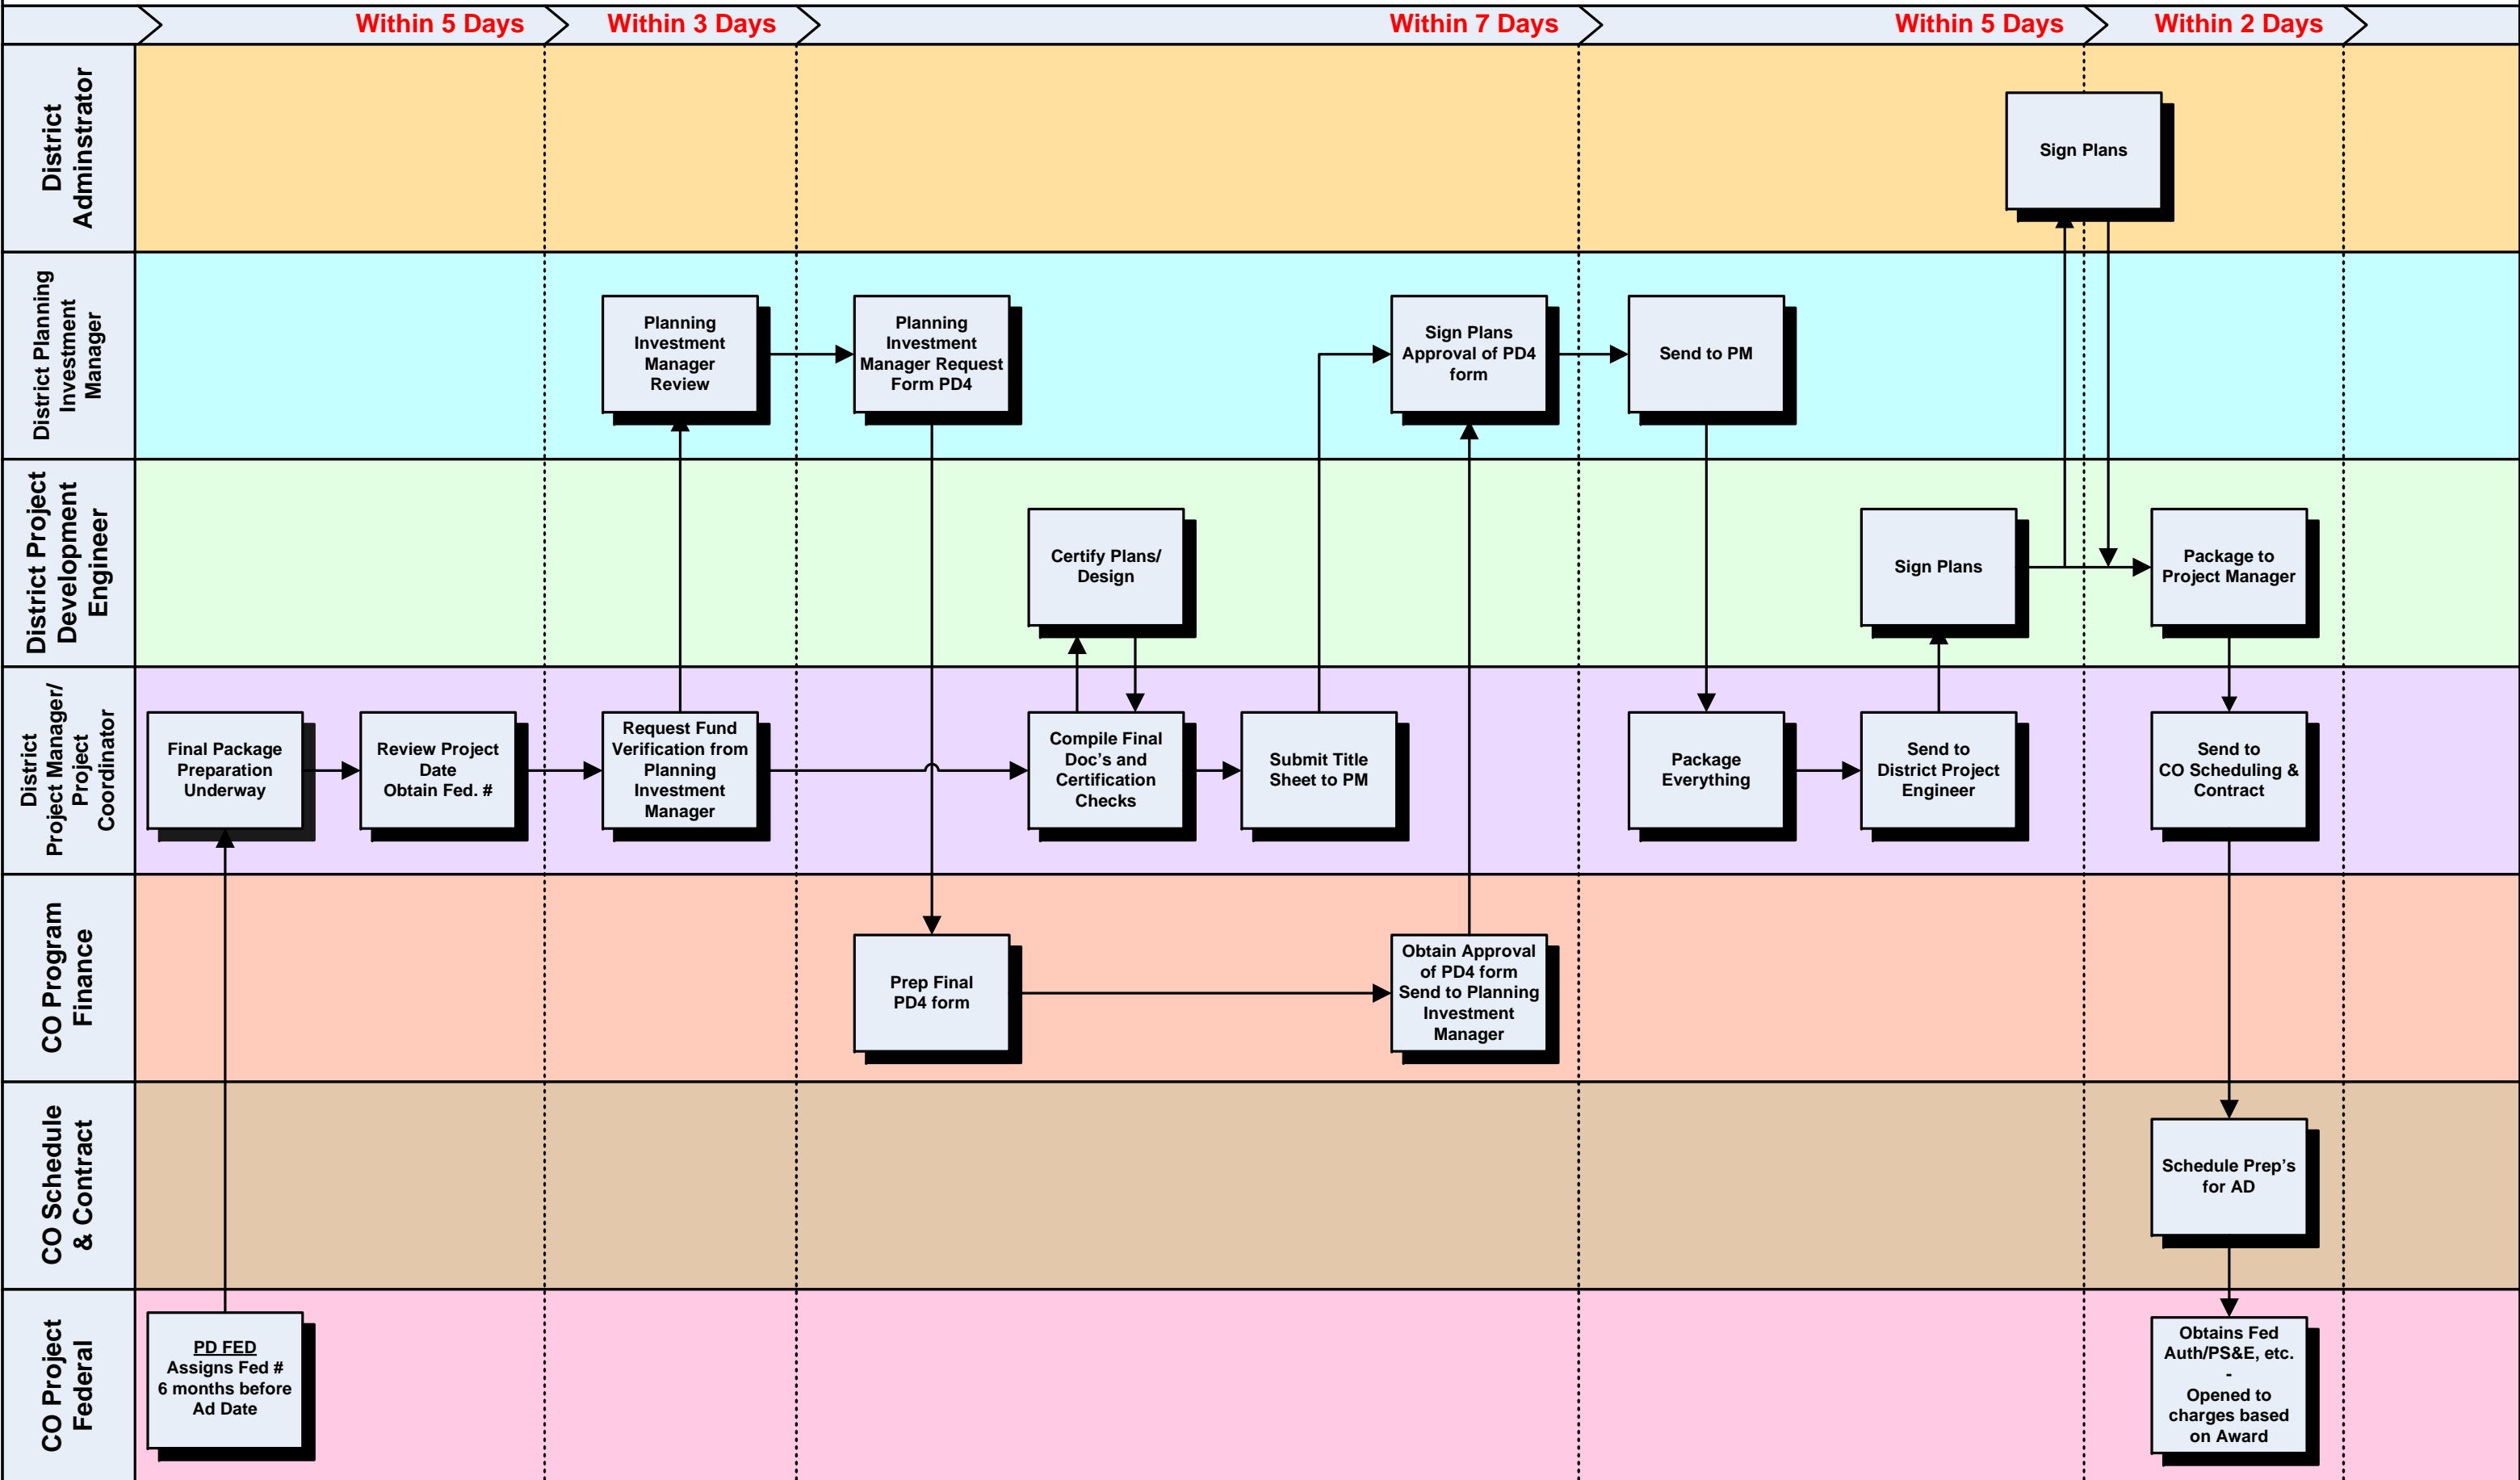 Within 5 Days
Within 3 Days
Within 7 Days
Within 5 Days
Within 2 Days
District
Adminstrator
Sign Plans
District Planning
Investment
Manager
Planning
Investment
Manager
Review
Planning
Investment
Manager Request
Form PD4
Sign Plans
Approval of PD4
form
Send to PM
District Project
Development
Engineer
Certify Plans/
Design
Sign Plans
Package to
Project Manager
District
Project Manager/
Project
Coordinator
Final Package
Preparation
Underway
Review Project
Date
Obtain Fed. #
Request Fund
Verification from
Planning
Investment
Manager
Compile Final
Doc's and
Certification
Checks
Submit Title
Sheet to PM
Package
Everything
Send to
District Project
Engineer
Send to
CO Scheduling &
Contract
CO Program
Finance
Prep Final
PD4 form
Obtain Approval
of PD4 form
Send to Planning
Investment
Manager
CO Schedule
& Contract
Schedule Prep’s
for AD
CO Project
Federal
PD FED
Assigns Fed #
6 months before
Ad Date
Obtains Fed
Auth/PS&E, etc.
-
Opened to
charges based
on Award